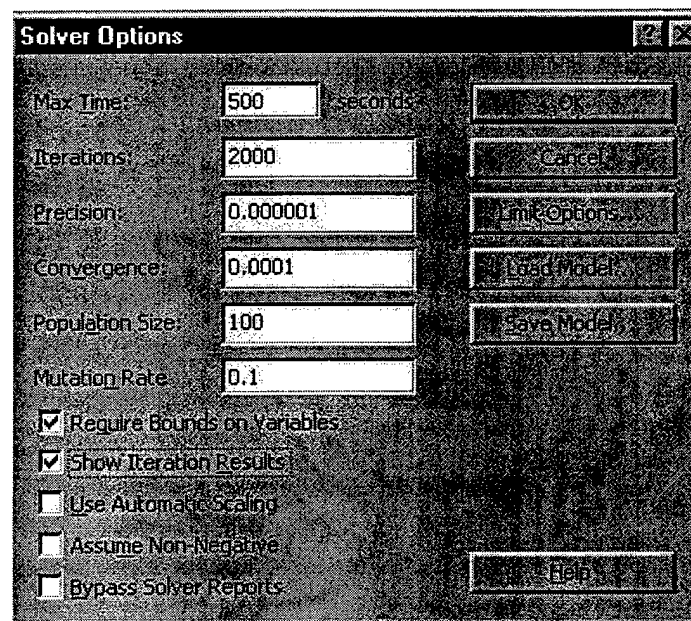 Solver Options
Max Time: 500 seconds OK
Iterations: 2000 Cancel
Precision: 0.000001 Limit Options...
Convergence: 0.0001 Load Model...
Population Size: 100 Save Model...
Mutation Rate 0.1
Require Bounds on Variables
Show Iteration Results
Use Automatic Scaling
Assume Non-Negative
Bypass Solver Reports Help